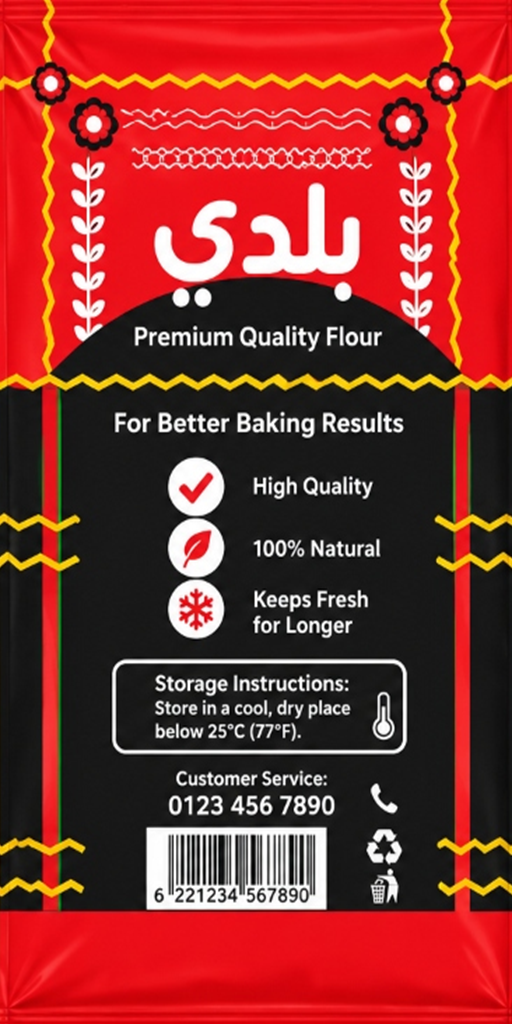 بلدي
Premium Quality Flour
For Better Baking Results
High Quality
100% Natural
Keeps Fresh
for Longer
Storage Instructions:
Store in a cool, dry place
below 25°C (77°F).
Customer Service:
0123 456 7890
6 221234 567890